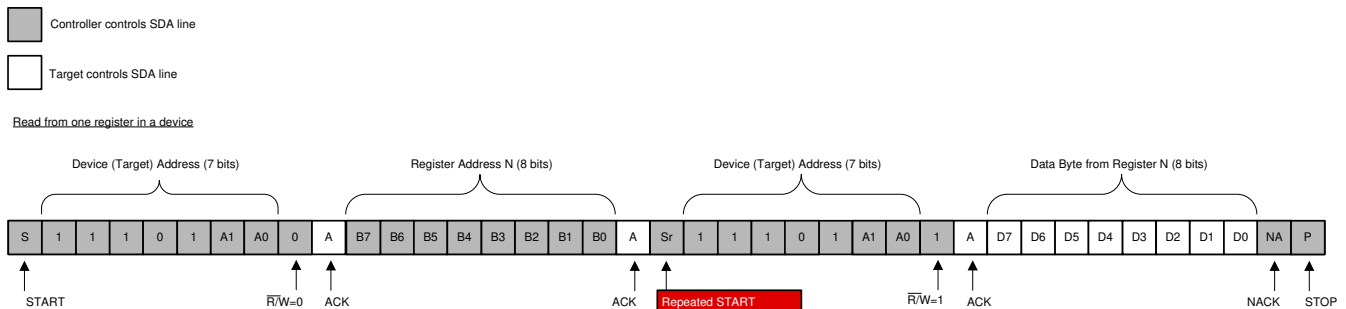 Controller controls SDA line
Target controls SDA line
Read from one register in a device
Device (Target) Address (7 bits) Register Address N (8 bits) Device (Target) Address (7 bits) Data Byte from Register N (8 bits)
S 1 1 1 0 1 A1 A0 0 A B7 B6 B5 B4 B3 B2 B1 B0 A Sr 1 1 1 0 1 A1 A0 1 A D7 D6 D5 D4 D3 D2 D1 D0 NA P
START R/W=0 ACK ACK Repeated START R/W=1 ACK NACK STOP